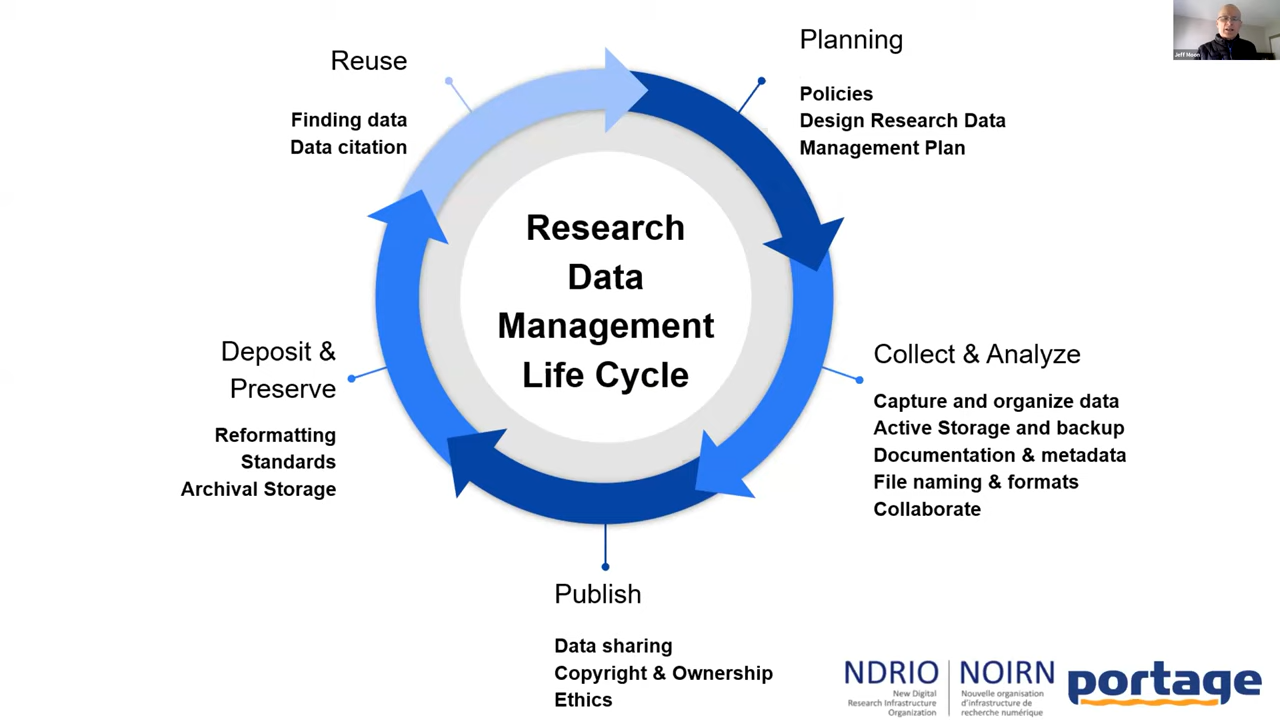 Reuse
Finding data
Data citation
Planning
Policies
Design Research Data
Management Plan
Research
Data
Management
Life Cycle
Collect & Analyze
Capture and organize data
Active Storage and backup
Documentation & metadata
File naming & formats
Collaborate
Deposit &
Preserve
Reformatting
Standards
Archival Storage
Publish
Data sharing
Copyright & Ownership
Ethics
NDRIO
New Digital
Research Infrastructure
Organization
NOIRN
Nouvelle organisation
d'infrastructure de
recherche numérique
portage
Jeff Moon